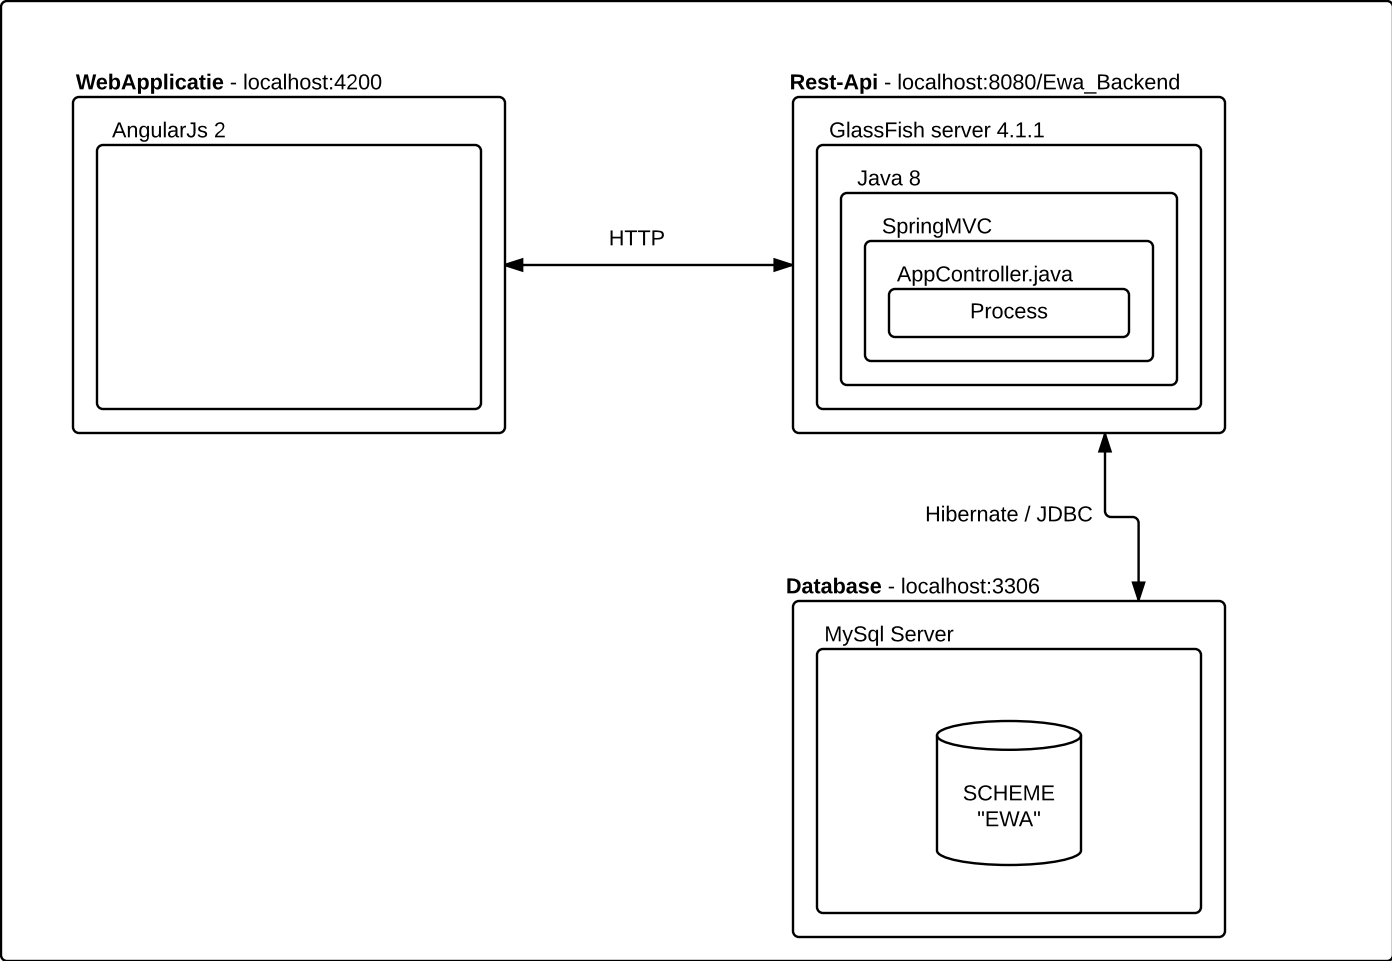 WebApplicatie - localhost:4200
AngularJs 2
HTTP
Rest-Api - localhost:8080/Ewa_Backend
GlassFish server 4.1.1
Java 8
SpringMVC
AppController.java
Process
Hibernate / JDBC
Database - localhost:3306
MySql Server
SCHEME
"EWA"